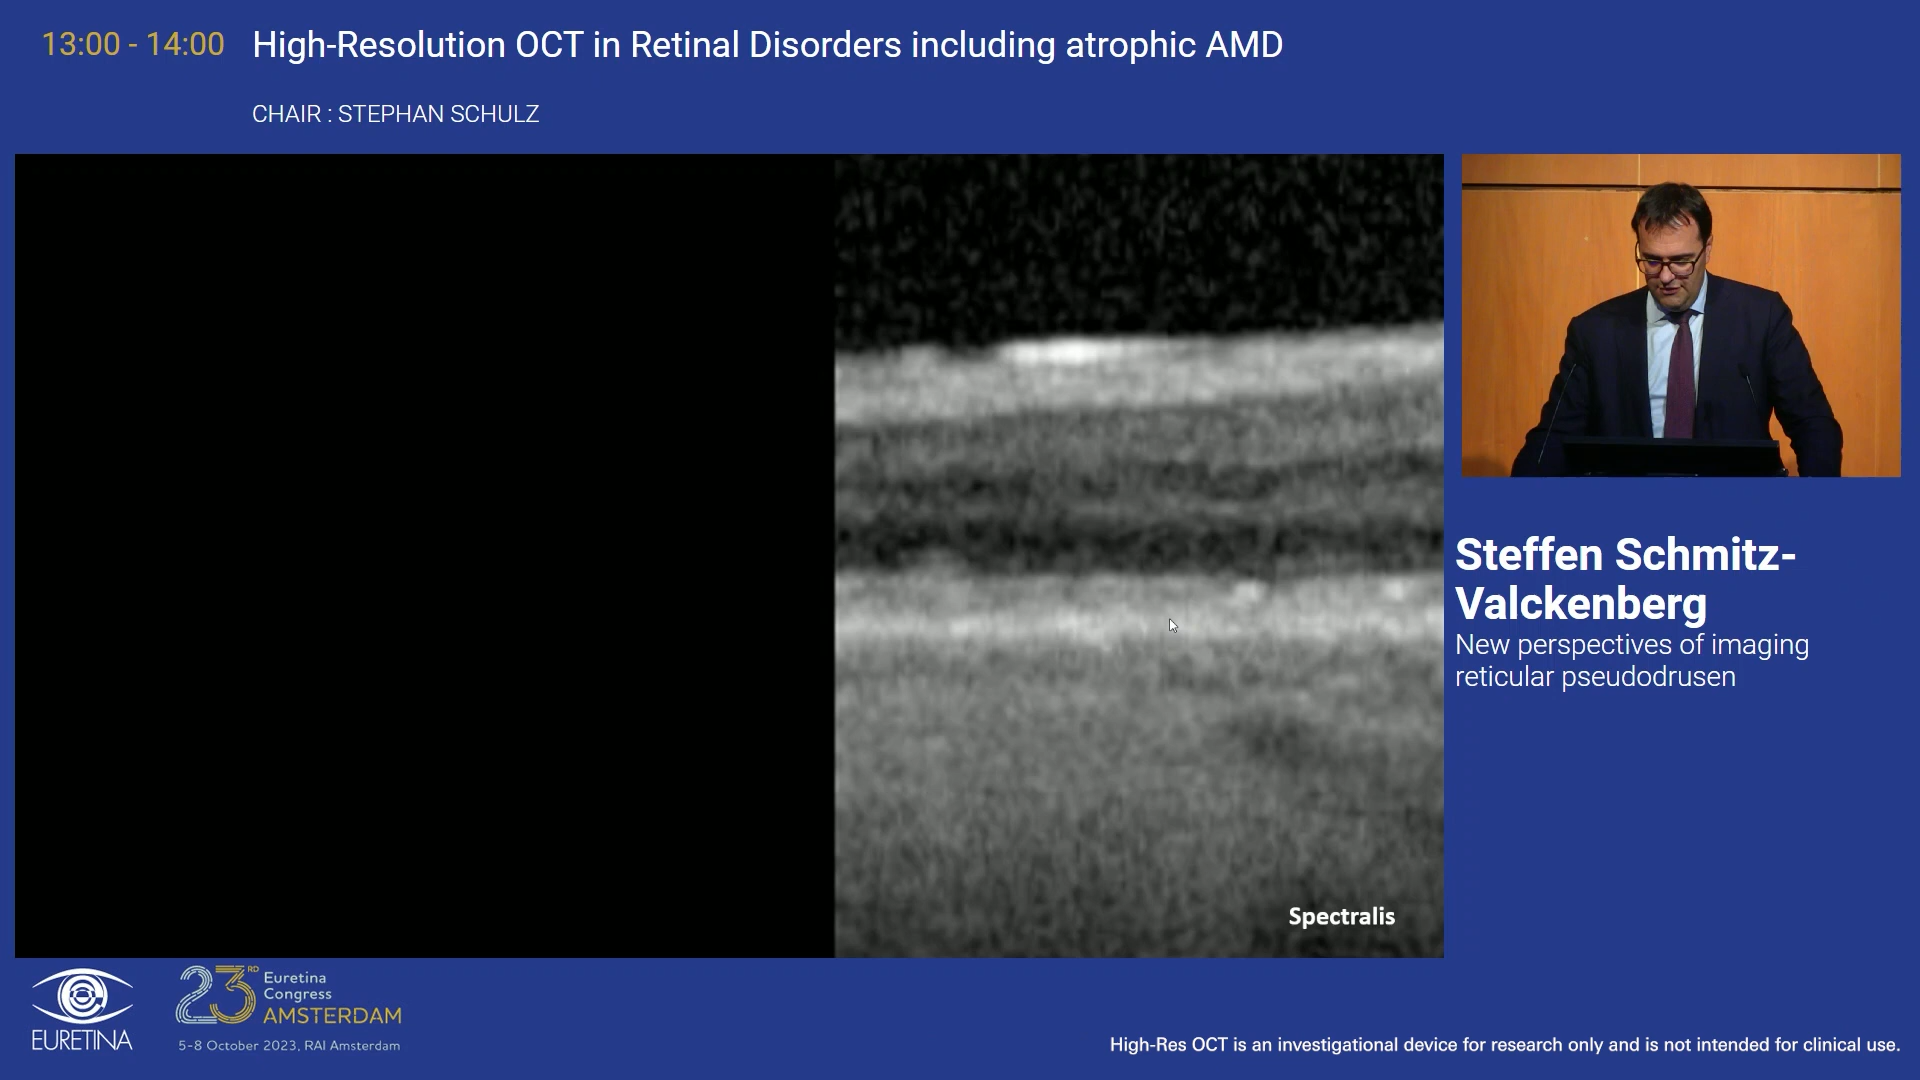 13:00 - 14:00 High-Resolution OCT in Retinal Disorders including atrophic AMD
CHAIR : STEPHAN SCHULZ
Steffen Schmitz-
Valckenberg
New perspectives of imaging
reticular pseudodrusen
Spectralis
EURETINA
23RD Euretina
Congress
AMSTERDAM
5-8 October 2023, RAI Amsterdam
High-Res OCT is an investigational device for research only and is not intended for clinical use.